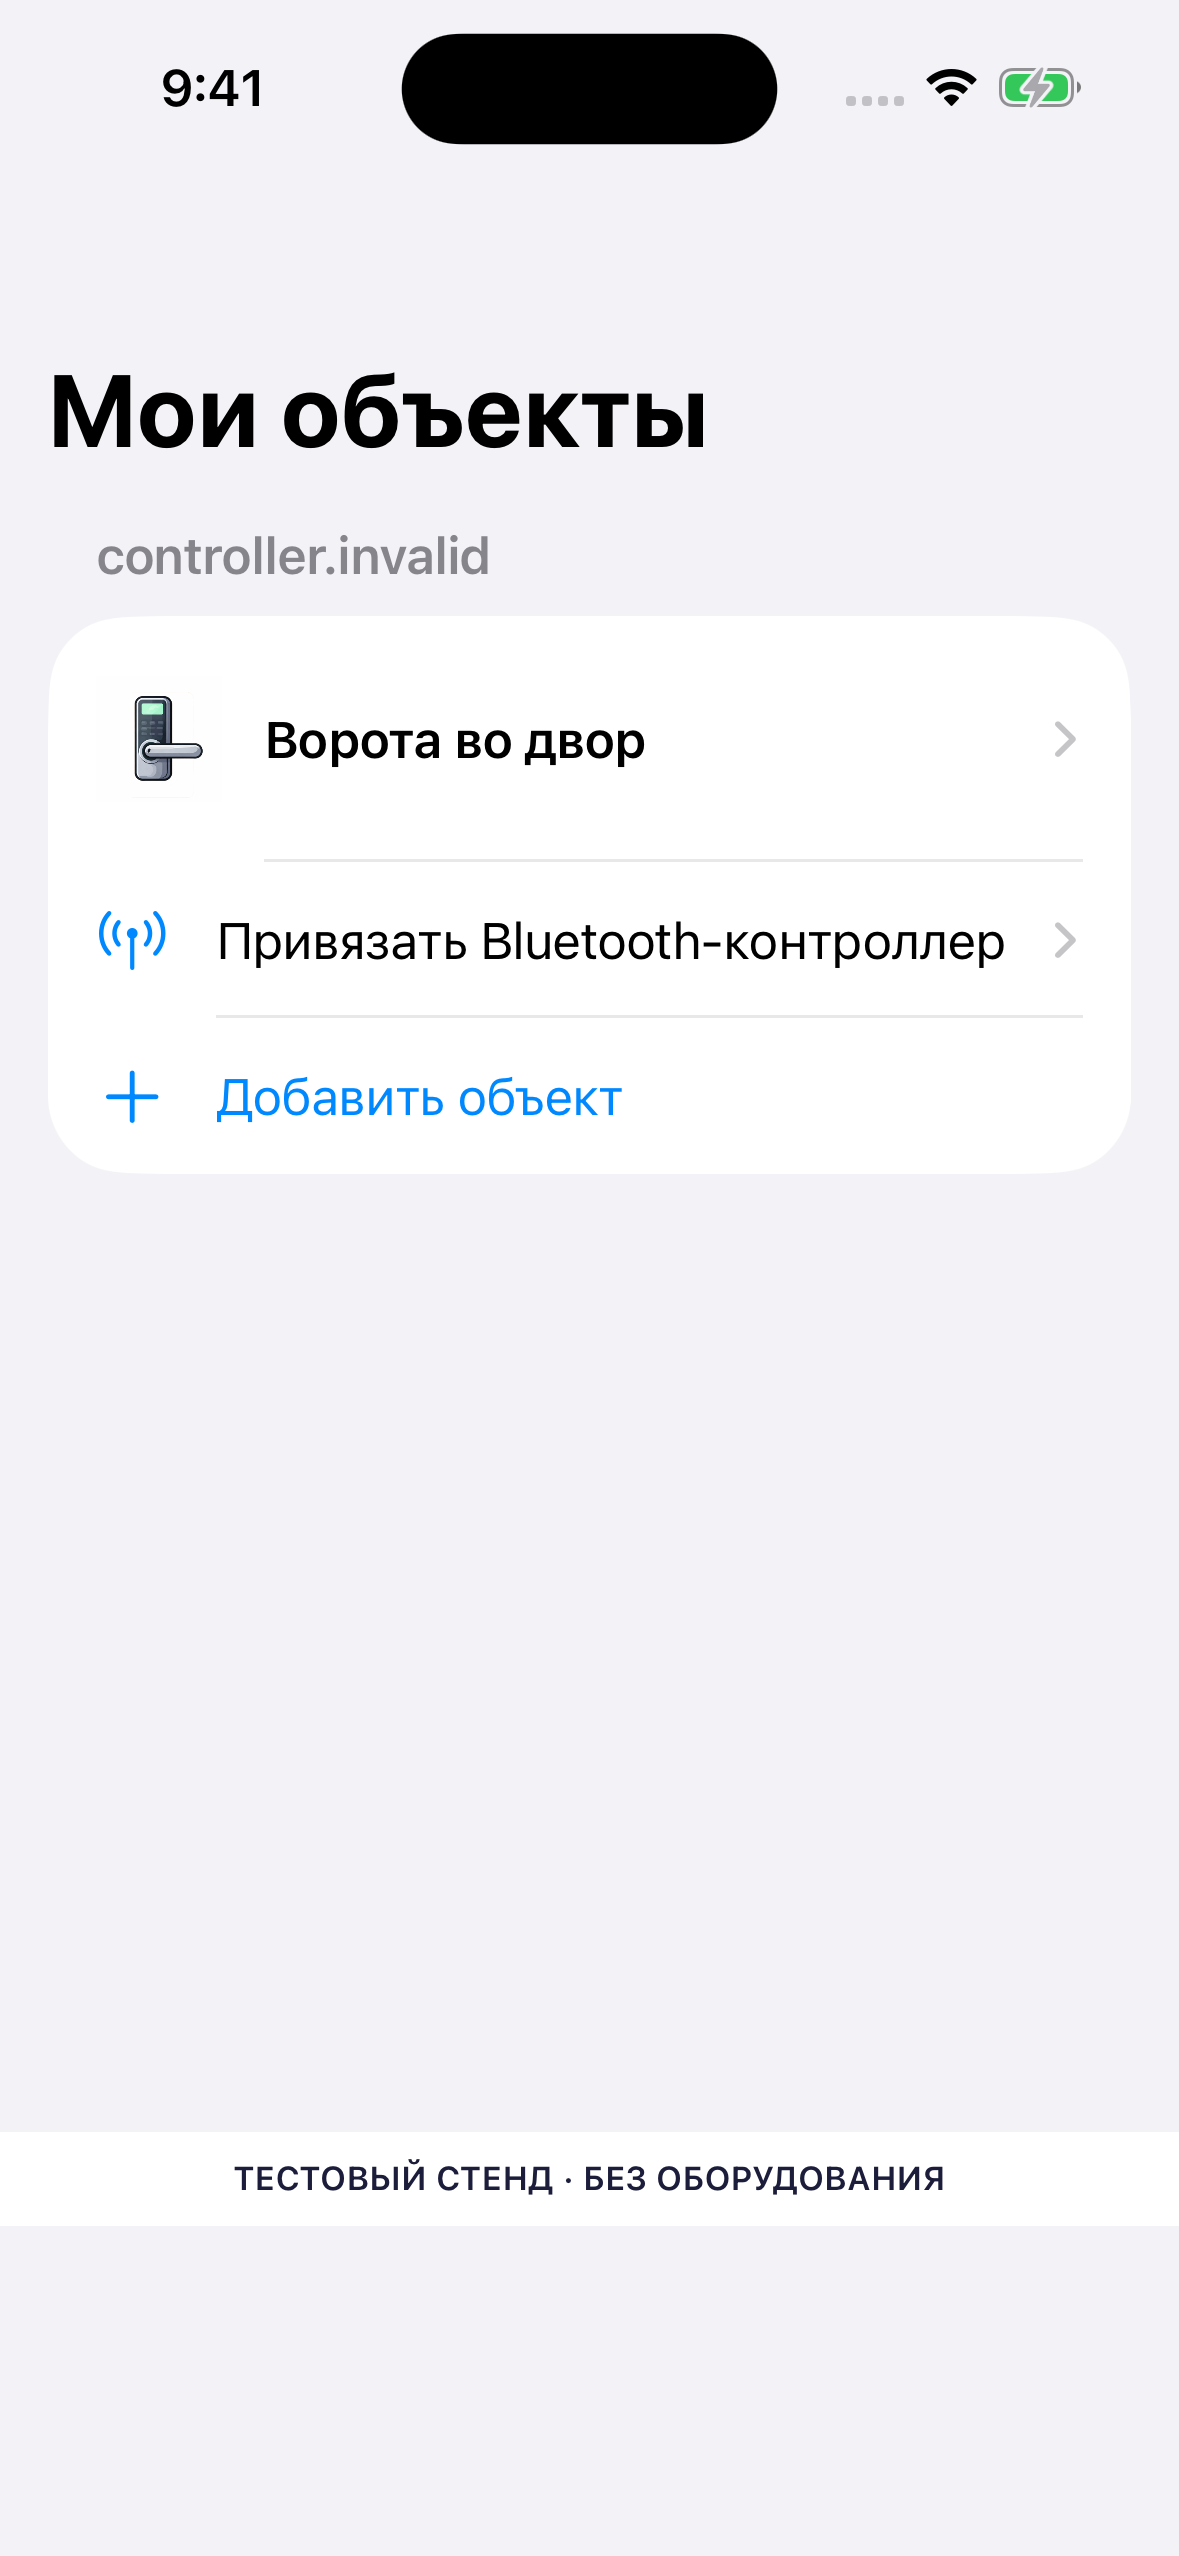 9:41
Мои объекты
controller.invalid
Ворота во двор
Привязать Bluetooth-контроллер
Добавить объект
ТЕСТОВЫЙ СТЕНД · БЕЗ ОБОРУДОВАНИЯ